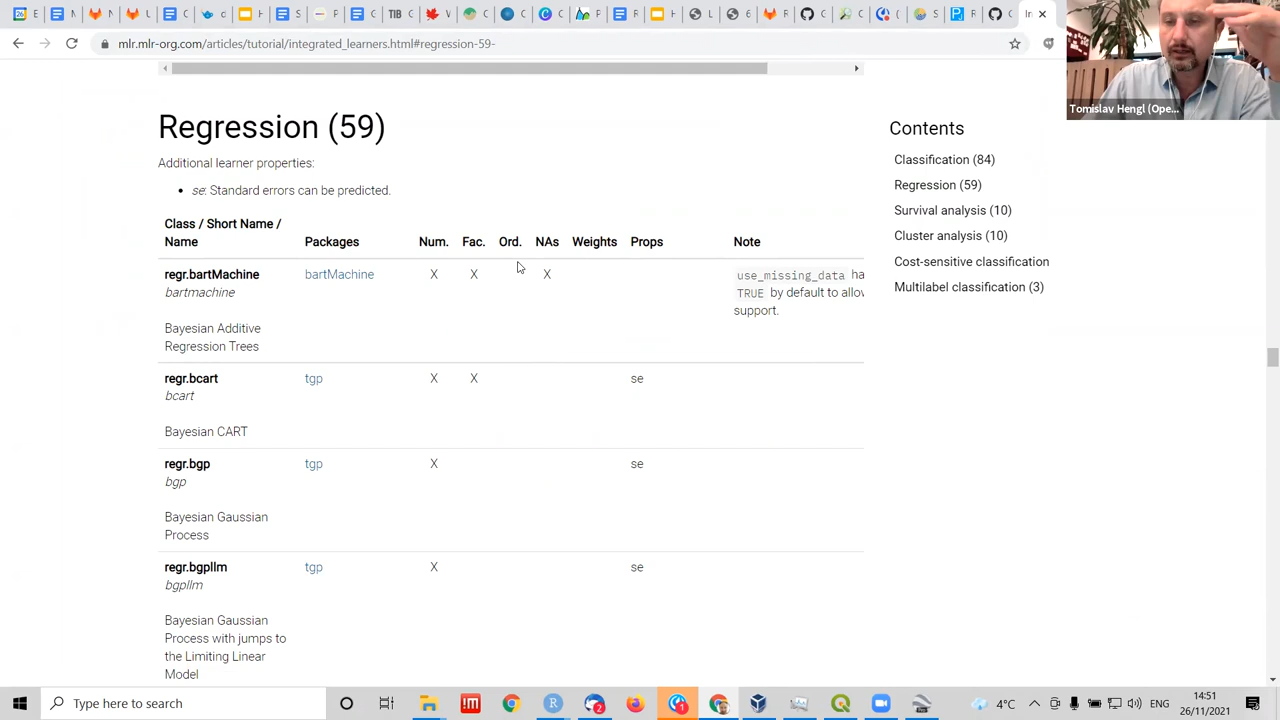 mlr.mlr-org.com/articles/tutorial/integrated_learners.html#regression-59-
Tomislav Hengl (Ope...
Regression (59)
Additional learner properties:
se: Standard errors can be predicted.
Class / Short Name /
Name
Packages
Num.
Fac.
Ord.
NAs
Weights
Props
Note
regr.bartMachine
bartmachine
Bayesian Additive
Regression Trees
bartMachine
X
X
X
use_missing_data ha
TRUE by default to allow
support.
regr.bcart
bcart
Bayesian CART
tgp
X
X
se
regr.bgp
bgp
Bayesian Gaussian
Process
tgp
X
se
regr.bgpllm
bgpllm
Bayesian Gaussian
Process with jumps to
the Limiting Linear
Model
tgp
X
se
Contents
Classification (84)
Regression (59)
Survival analysis (10)
Cluster analysis (10)
Cost-sensitive classification
Multilabel classification (3)
Type here to search
4°C
ENG
14:51
26/11/2021